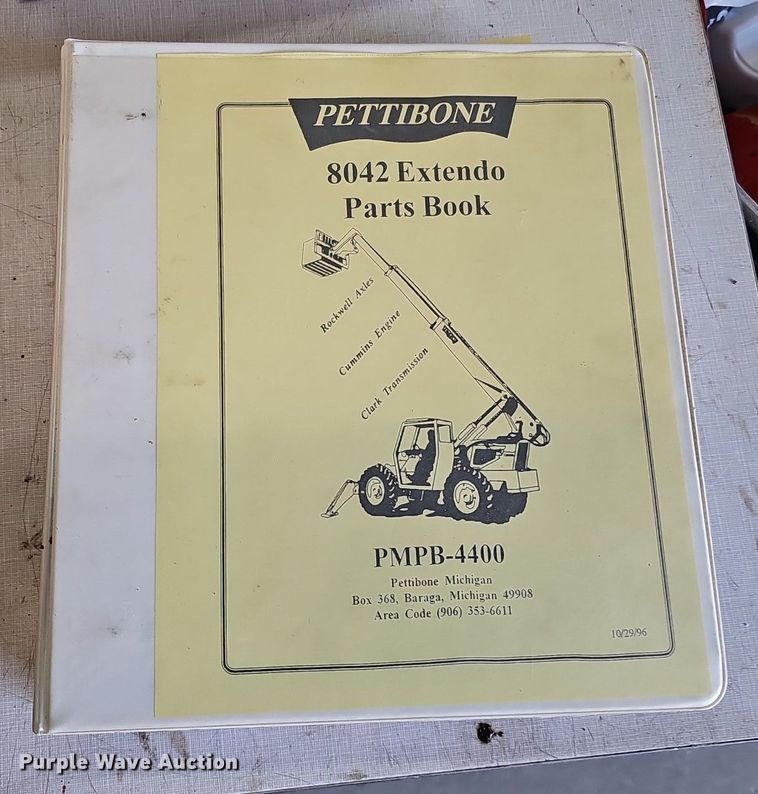 PETTIBONE
8042 Extendo
Parts Book
Rockwell Axles
Cummins Engine
Clark Transmission
PMPB-4400
Pettibone Michigan
Box 368, Baraga, Michigan 49908
Area Code (906) 353-6611
10/29/96
Purple Wave Auction